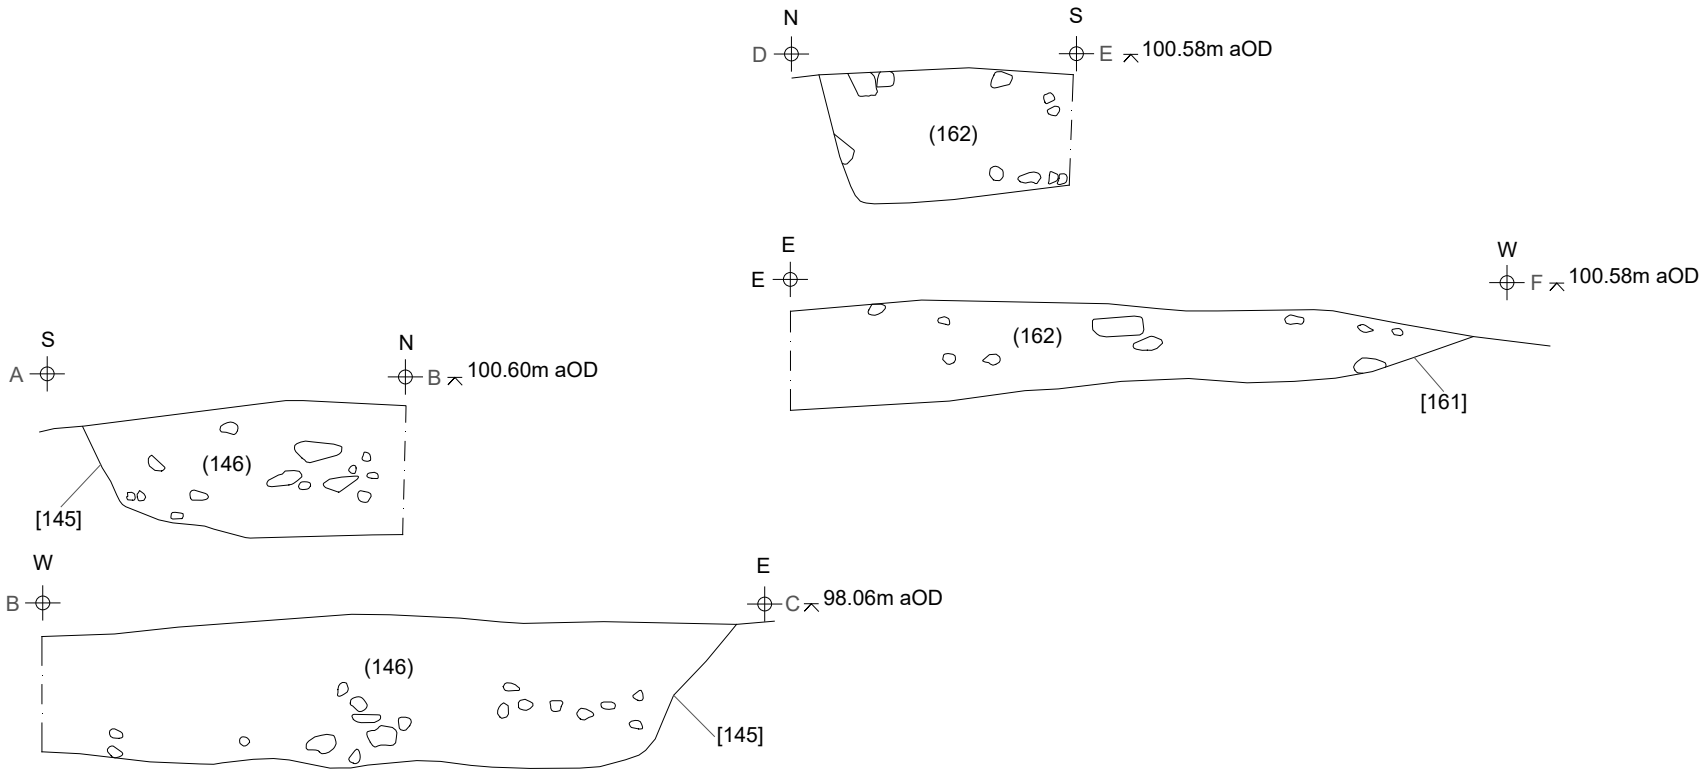 N S
D E 100.58m aOD
(162)
E W
E F 100.58m aOD
(162)
[161]
S N
A B 100.60m aOD
(146)
[145]
W E
B C 98.06m aOD
(146)
[145]